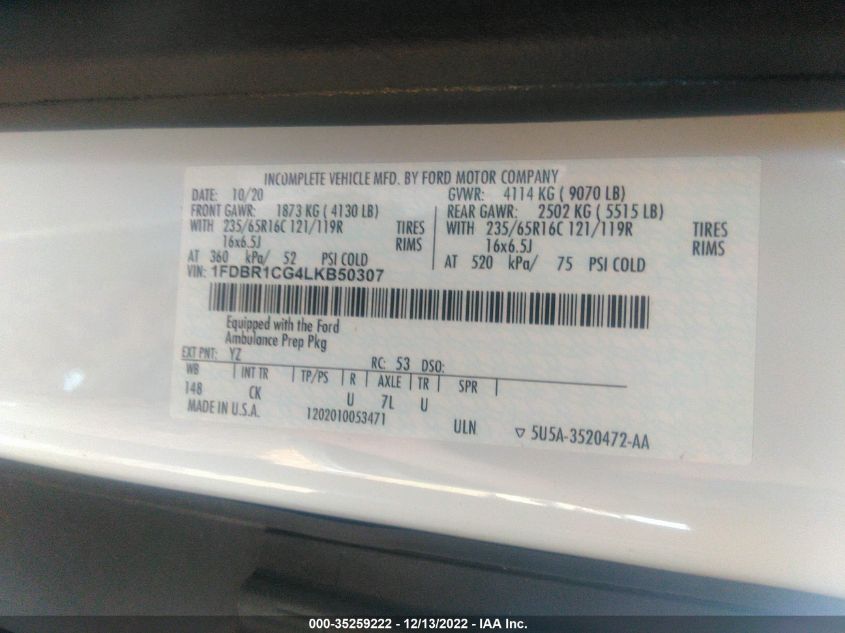 INCOMPLETE VEHICLE MFD. BY FORD MOTOR COMPANY
DATE: 10/20 GVWR: 4114 KG ( 9070 LB)
FRONT GAWR: 1873 KG ( 4130 LB) REAR GAWR: 2502 KG ( 5515 LB)
WITH 235/65R16C 121/119R TIRES WITH 235/65R16C 121/119R TIRES
16x6.5J RIMS 16x6.5J RIMS
AT 360 kPa/ 52 PSI COLD AT 520 kPa/ 75 PSI COLD
VIN: 1FDBR1CG4LKB50307
Equipped with the Ford
Ambulance Prep Pkg
EXT PNT: YZ RC: 53 DSO:
WB | INT TR | TP/PS | R | AXLE | TR | SPR |
148 CK U 7L U
MADE IN U.S.A. 1202010053471 ULN ▽ 5U5A-3520472-AA
000-35259222 - 12/13/2022 - IAA Inc.